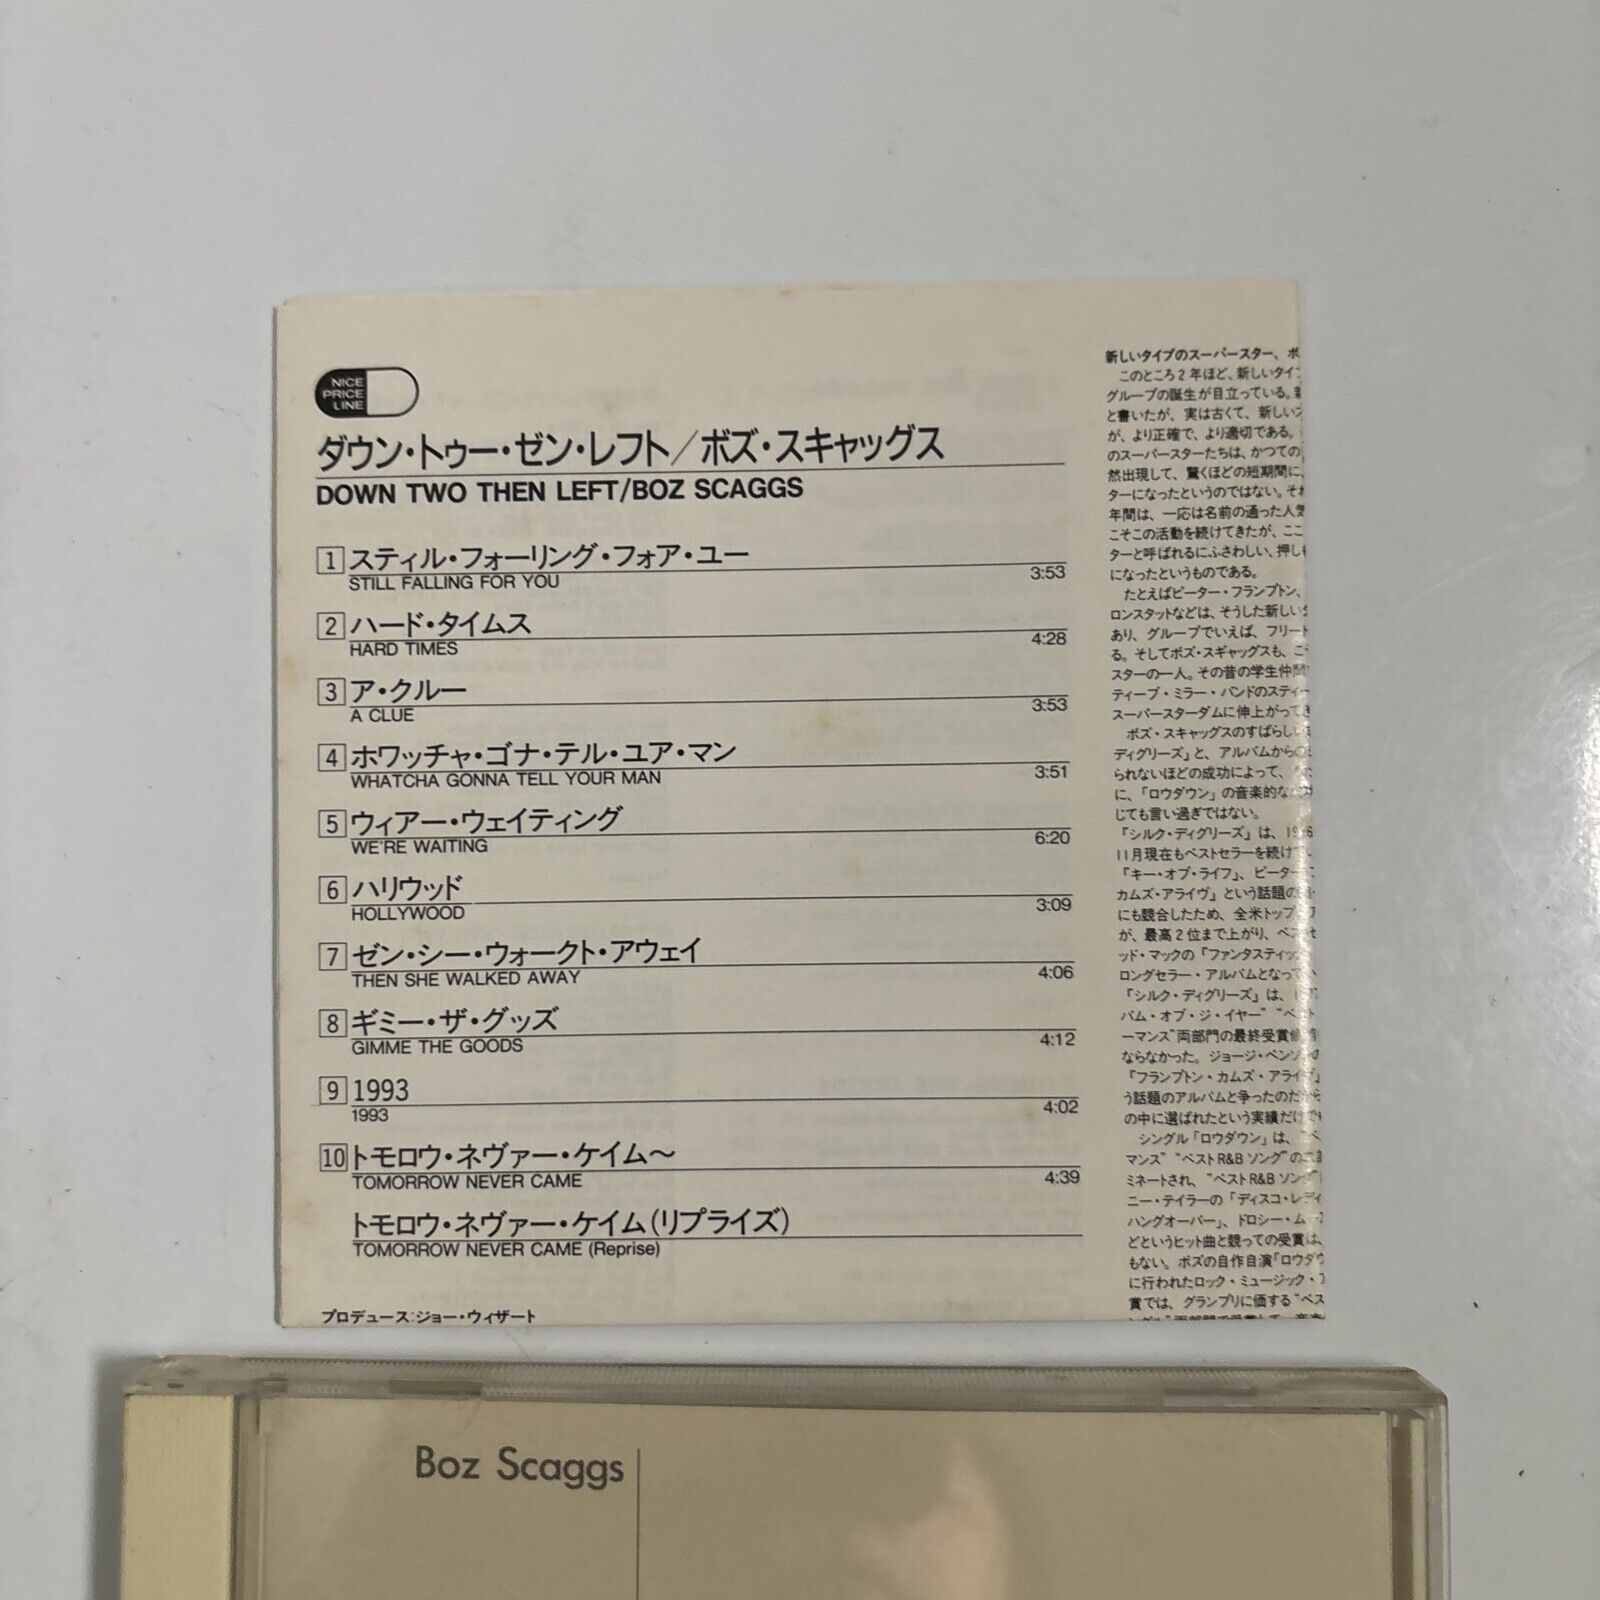 NICE
PRICE
LINE
ダウン・トゥー・ゼン・レフト／ボズ・スキャッグス
DOWN TWO THEN LEFT/BOZ SCAGGS
1 スティル・フォーリング・フォア・ユー
STILL FALLING FOR YOU 3:53
2 ハード・タイムス
HARD TIMES 4:28
3 ア・クルー
A CLUE 3:53
4 ホワッチャ・ゴナ・テル・ユア・マン
WHATCHA GONNA TELL YOUR MAN 3:51
5 ウィアー・ウェイティング
WE'RE WAITING 6:20
6 ハリウッド
HOLLYWOOD 3:09
7 ゼン・シー・ウォークト・アウェイ
THEN SHE WALKED AWAY 4:06
8 ギミー・ザ・グッズ
GIMME THE GOODS 4:12
9 1993
1993 4:02
10 トモロウ・ネヴァー・ケイム〜
TOMORROW NEVER CAME 4:39
トモロウ・ネヴァー・ケイム(リプライズ)
TOMORROW NEVER CAME (Reprise)
プロデュース:ジョー・ウィザート
新しいタイプのスーパースター、ボ
このところ2年ほど、新しいタイ
グループの誕生が目立っている。
と書いたが、実は古くて、新しい
が、より正確で、より適切である。
のスーパースターたちは、かつての
然出現して、驚くほどの短期間に、
ターになったというのではない。それ
年間は、一応は名前の通った人気
こそこの活動を続けてきたが、ここ
ターと呼ばれるにふさわしい、押し
になったというものである。
たとえばピーター・フランプトン、
ロンスタットなどは、そうした新しい
あり、グループでいえば、フリート
る。そしてボズ・スギャッグスも、こ
スターの一人。その昔の学生仲間
ティーブ・ミラー・バンドのスティー
スーパースターダムに伸上がってき
ボズ・スキャッグスのすばらしい
ディグリーズ』と、アルバムからの
られないほどの成功によって、
に、「ロウダウン」の音楽的な
じても言い過ぎではない。
『シルク・ディグリーズ』は、
11月現在もベストセラーを続けて
『キー・オブ・ライフ』、ピーター
カムズ・アライヴ』という話題の
にも競合したため、全米トップ
が、最高2位まで上がり、
ッド・マックの『ファンタスティッ
ロングセラー・アルバムとなって
『シルク・ディグリーズ』は、
バム・オブ・ジ・イヤー" "ベスト
ーマンス"両部門の最終受賞
ならなかった。ジョージ・ベンソンの
『フランプトン・カムズ・アライブ』
う話題のアルバムと争ったのだから
の中に選ばれたという実績だけで
シングル「ロウダウン」は、
マンス" "ベストR&Bソング"の
ミネートされ、"ベストR&Bソング"
ニー・テイラーの「ディスコ・レディ
ハングオーバー」、ドロシー・ム
どというヒット曲と競っての受賞は、
もない。ボズの自作自演「ロウダウ
に行われたロック・ミュージック・
賞では、グランプリに価する"ベス
Boz Scaggs